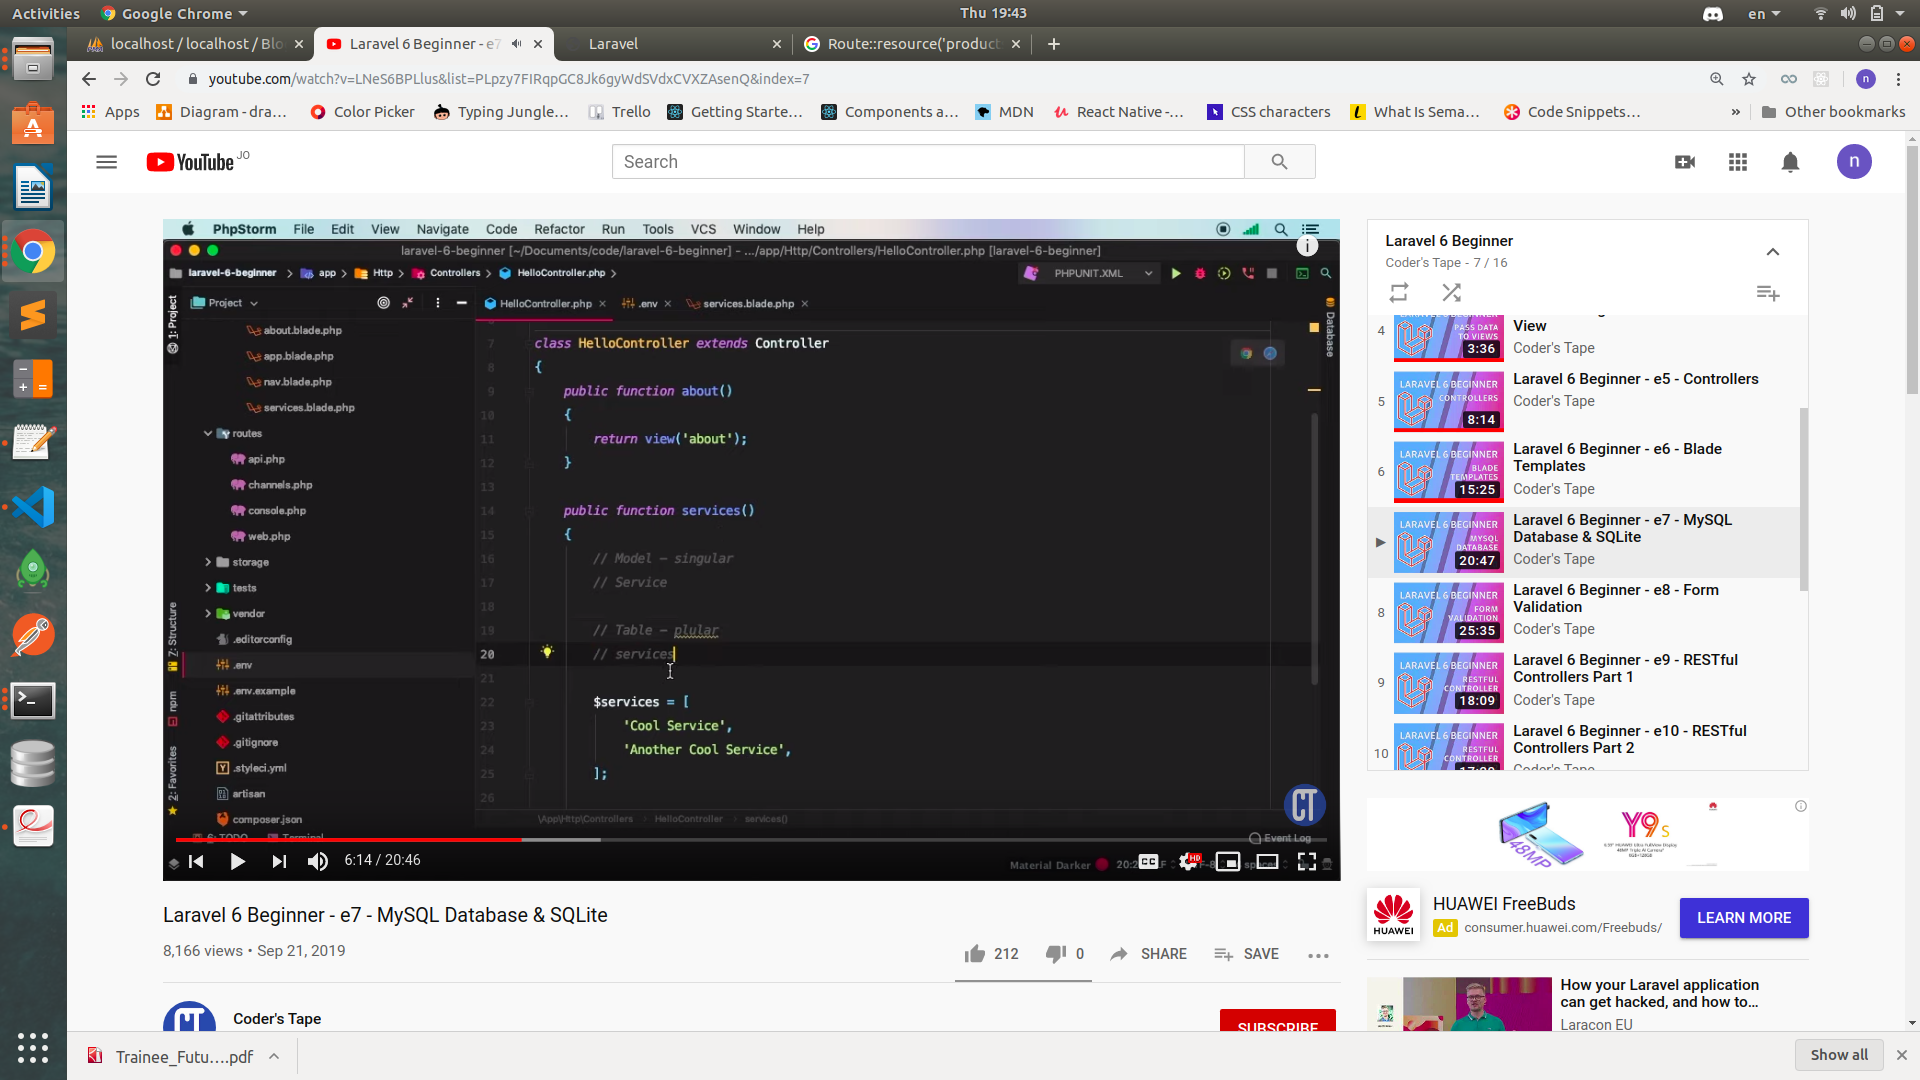 Activities
Google Chrome
Thu 19:43
en
localhost / localhost / Blo
Laravel 6 Beginner - e7
Laravel
Route::resource('product
youtube.com/watch?v=LNeS6BPLlus&list=PLpzy7FIRqpGC8Jk6gyWdSVdxCVXZAsenQ&index=7
n
Apps
Diagram - dra...
Color Picker
Typing Jungle...
Trello
Getting Starte...
Components a...
MDN
React Native -...
CSS characters
What Is Sema...
Code Snippets...
»
Other bookmarks
YouTube JO
Search
n
PhpStorm File Edit View Navigate Code Refactor Run Tools VCS Window Help
laravel-6-beginner [~/Documents/code/laravel-6-beginner] - .../app/Http/Controllers/HelloController.php [laravel-6-beginner]
laravel-6-beginner
app
Http
Controllers
HelloController.php
PHPUNIT.XML
1: Project
Project
HelloController.php
.env
services.blade.php
Database
about.blade.php
app.blade.php
nav.blade.php
services.blade.php
routes
api.php
channels.php
console.php
web.php
storage
tests
vendor
.editorconfig
.env
.env.example
.gitattributes
.gitignore
.styleci.yml
artisan
composer.json
7: Structure
npm
2: Favorites
7 class HelloController extends Controller
8 {
9 public function about()
10 {
11 return view('about');
12 }
13
14 public function services()
15 {
16 // Model - singular
17 // Service
18
19 // Table - plular
20 // services
21
22 $services = [
23 'Cool Service',
24 'Another Cool Service',
25 ];
26
\App\Http\Controllers
HelloController
services()
CT
6: TODO
Terminal
Event Log
6:14 / 20:46
Material Darker
CC
HD
Laravel 6 Beginner - e7 - MySQL Database & SQLite
8,166 views • Sep 21, 2019
212
0
SHARE
SAVE
Coder's Tape
SUBSCRIBE
Laravel 6 Beginner
Coder's Tape - 7 / 16
4
PASS DATA
TO VIEWS
3:36
View
Coder's Tape
5
LARAVEL 6 BEGINNER
CONTROLLERS
8:14
Laravel 6 Beginner - e5 - Controllers
Coder's Tape
6
LARAVEL 6 BEGINNER
BLADE
TEMPLATES
15:25
Laravel 6 Beginner - e6 - Blade
Templates
Coder's Tape
LARAVEL 6 BEGINNER
MYSQL
DATABASE
20:47
Laravel 6 Beginner - e7 - MySQL
Database & SQLite
Coder's Tape
8
LARAVEL 6 BEGINNER
FORM
VALIDATION
25:35
Laravel 6 Beginner - e8 - Form
Validation
Coder's Tape
9
LARAVEL 6 BEGINNER
RESTFUL
CONTROLLER
18:09
Laravel 6 Beginner - e9 - RESTful
Controllers Part 1
Coder's Tape
10
LARAVEL 6 BEGINNER
RESTFUL
CONTROLLER
Laravel 6 Beginner - e10 - RESTful
Controllers Part 2
Coder's Tape
48MP
Y9s
HUAWEI
HUAWEI FreeBuds
Ad consumer.huawei.com/Freebuds/
LEARN MORE
How your Laravel application
can get hacked, and how to...
Laracon EU
Trainee_Futu....pdf
Show all